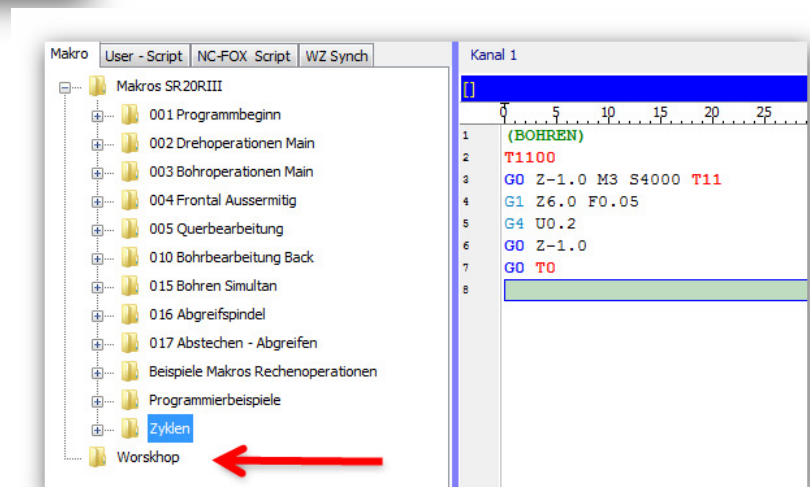 Makro User - Script NC-FOX Script WZ Synch
Makros SR20RIII
001 Programmbeginn
002 Drehoperationen Main
003 Bohroperationen Main
004 Frontal Aussermitig
005 Querbearbeitung
010 Bohrbearbeitung Back
015 Bohren Simultan
016 Abgreifspindel
017 Abstechen - Abgreifen
Beispiele Makros Rechenoperationen
Programmierbeispiele
Zyklen
Worskhop
Kanal 1
[]
0 5 10 15 20 25
1 (BOHREN)
2 T1100
3 G0 Z-1.0 M3 S4000 T11
4 G1 Z6.0 F0.05
5 G4 U0.2
6 G0 Z-1.0
7 G0 T0
8